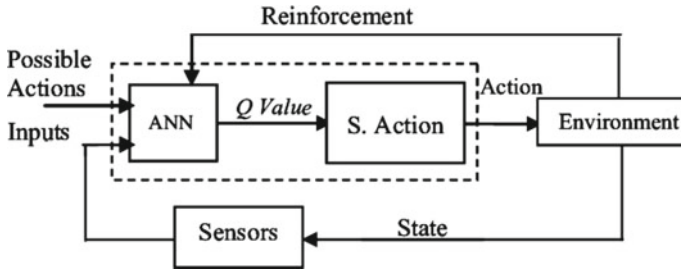 Reinforcement
Possible
Actions
Inputs
ANN
Q Value
S. Action
Action
Environment
Sensors
State